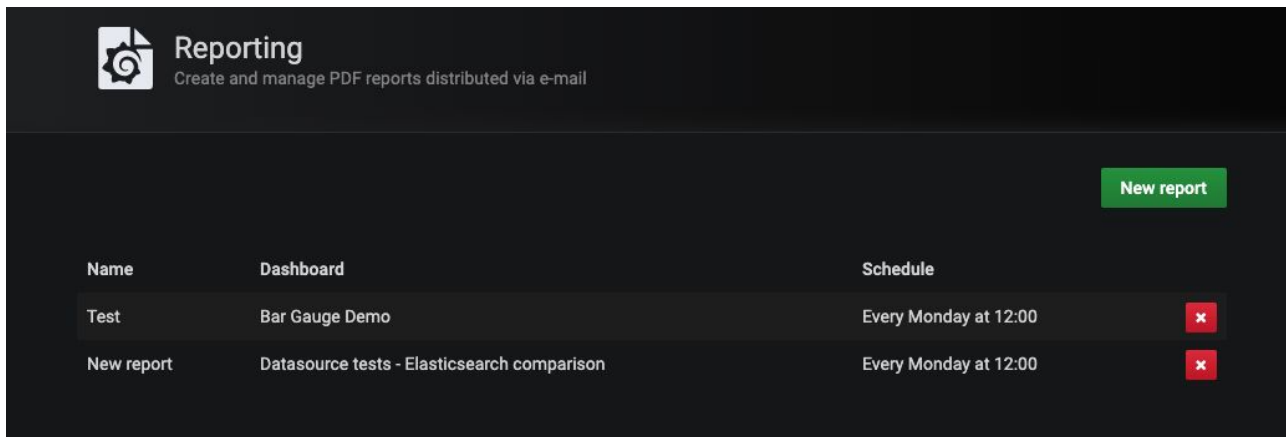 Reporting
Create and manage PDF reports distributed via e-mail
New report
Name Dashboard Schedule
Test Bar Gauge Demo Every Monday at 12:00
New report Datasource tests - Elasticsearch comparison Every Monday at 12:00